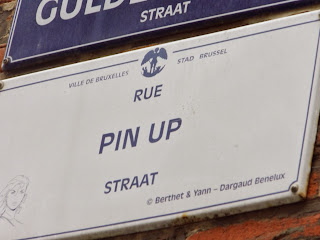 STRAAT
VILLE DE BRUXELLES STAD BRUSSEL
RUE
PIN UP
STRAAT
© Berthet & Yann - Dargaud Benelux